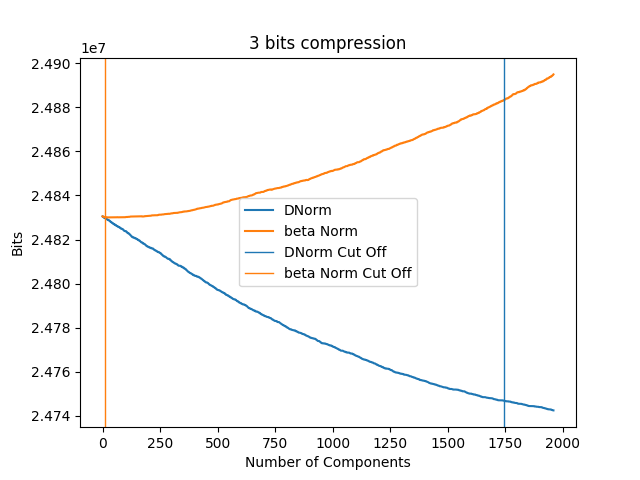 3 bits compression
1e7
2.490
2.488
2.486
2.484
2.482
2.480
2.478
2.476
2.474
Bits
DNorm
beta Norm
DNorm Cut Off
beta Norm Cut Off
0 250 500 750 1000 1250 1500 1750 2000
Number of Components